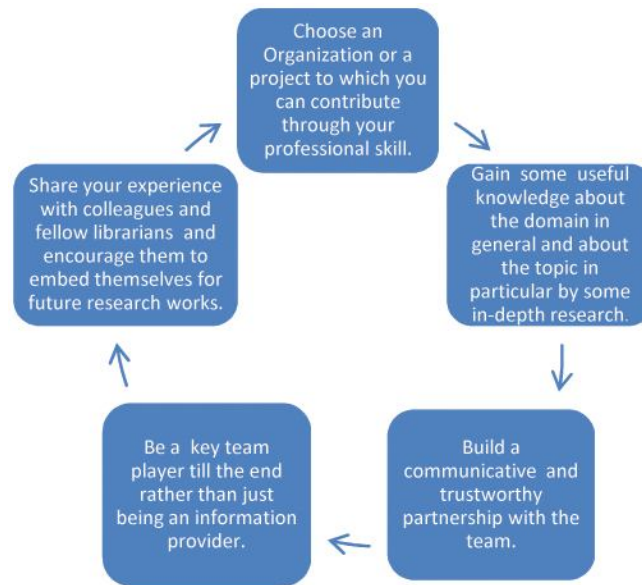 Choose an
Organization or a
project to which you
can contribute
through your
professional skill.
Gain some useful
knowledge about
the domain in
general and about
the topic in
particular by some
in-depth research.
Build a
communicative and
trustworthy
partnership with the
team.
Be a key team
player till the end
rather than just
being an information
provider.
Share your experience
with colleagues and
fellow librarians and
encourage them to
embed themselves for
future research works.